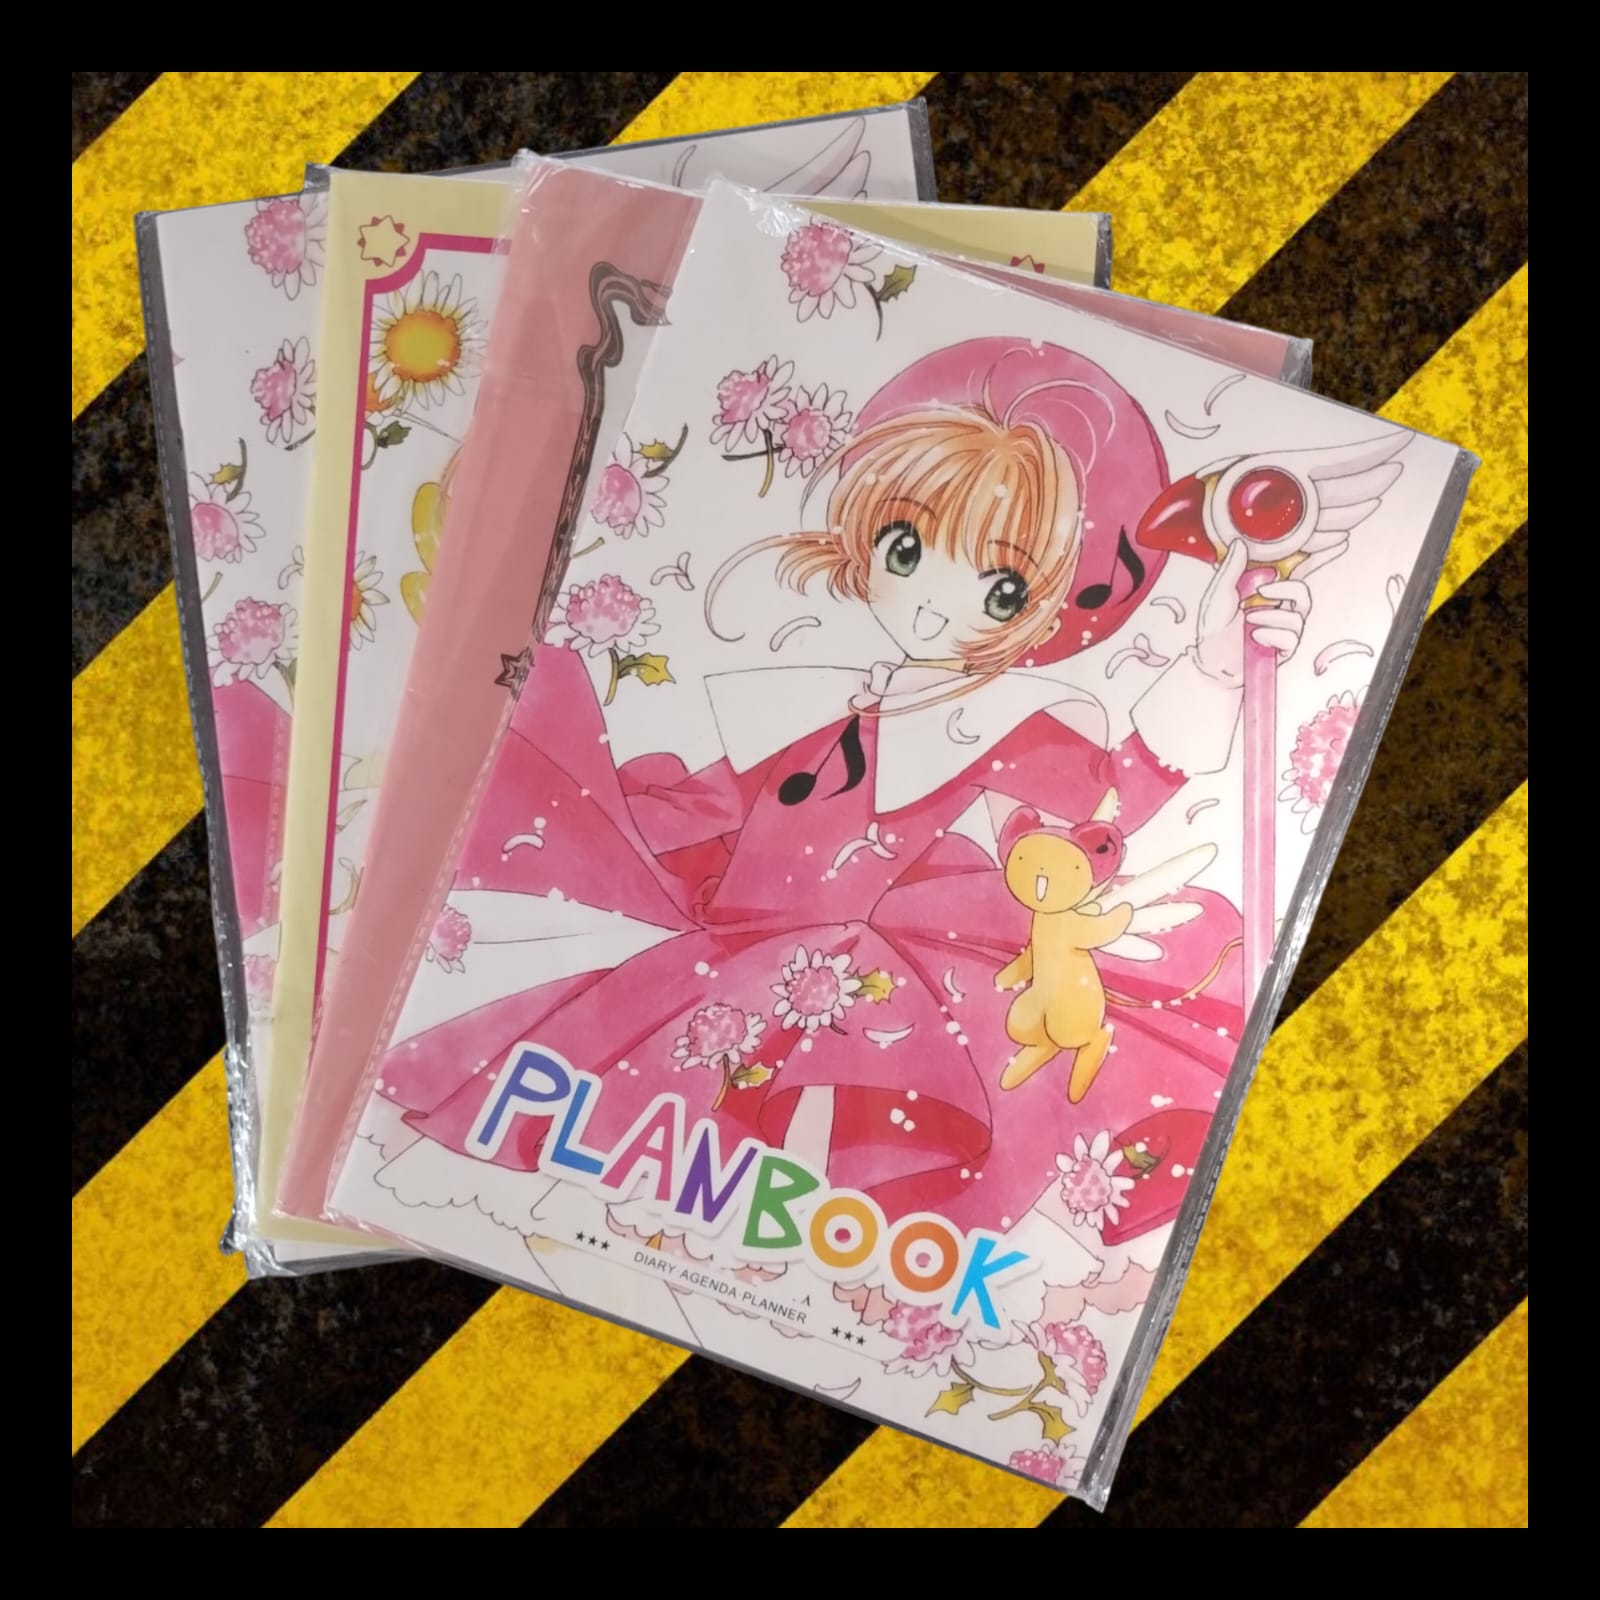 PLANBOOK
★★★ DIARY AGENDA PLANNER ★★★